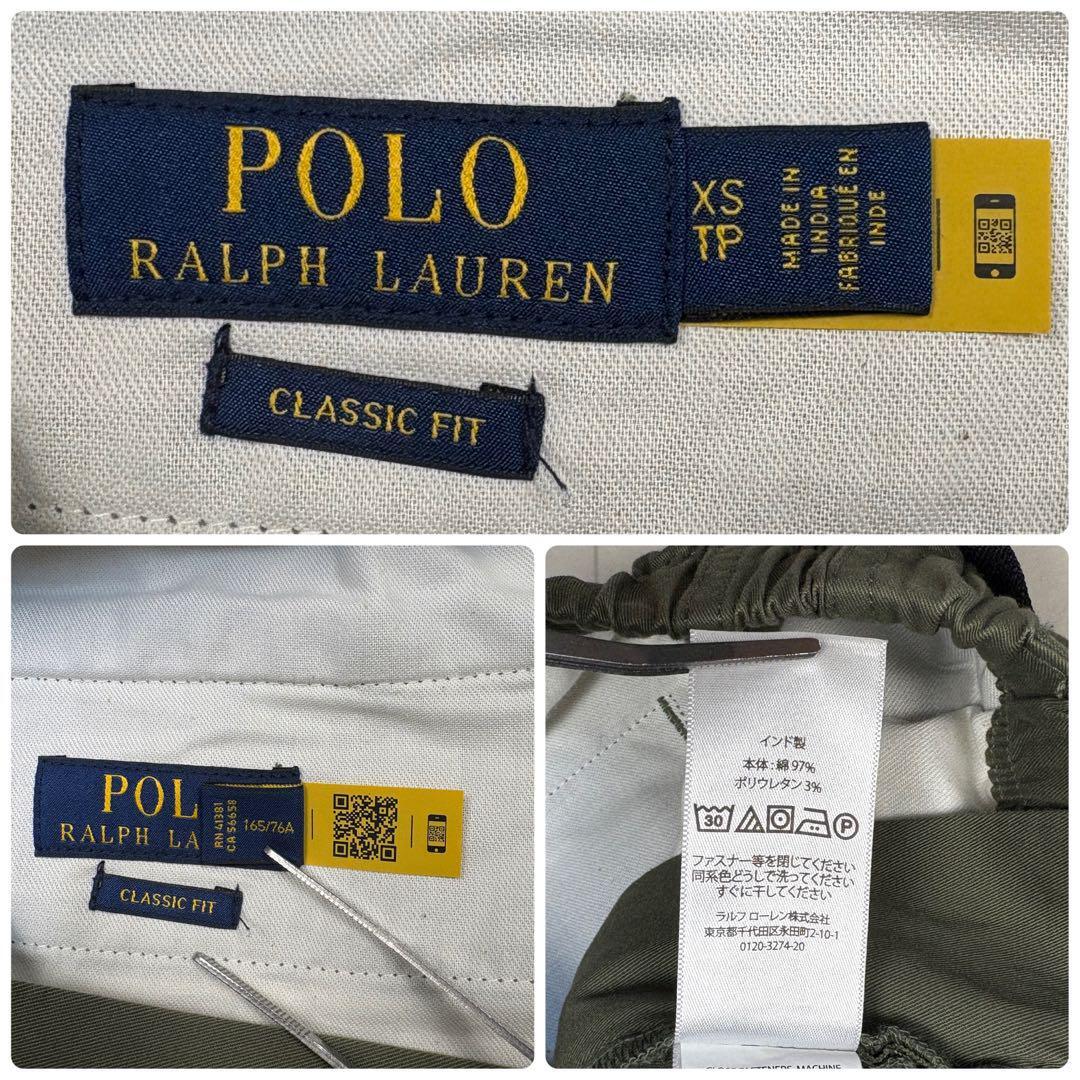 POLO
RALPH LAUREN
XS
TP
MADE IN
INDIA
FABRIQUÉ EN
INDE
CLASSIC FIT
POL
RALPH LA
RN 41381
CA 56658
165/76A
CLASSIC FIT
インド製
本体:綿97%
ポリウレタン3%
30
P
ファスナー等を閉じてください
同系色どうしで洗ってください
すぐに干してください
ラルフ ローレン株式会社
東京都千代田区永田町2-10-1
0120-3274-20